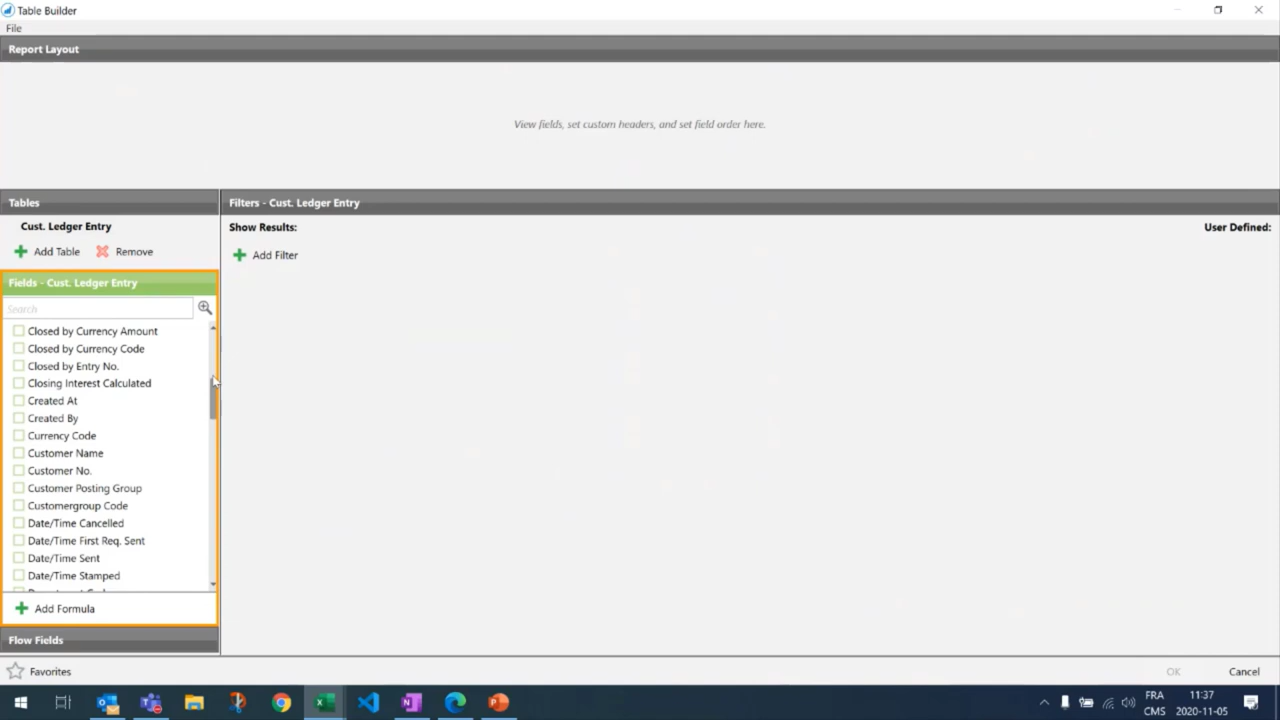 Table Builder
File
Report Layout
View fields, set custom headers, and set field order here.
Tables
Filters - Cust. Ledger Entry
Cust. Ledger Entry
Show Results:
User Defined:
Add Table
Remove
Add Filter
Fields - Cust. Ledger Entry
Search
Closed by Currency Amount
Closed by Currency Code
Closed by Entry No.
Closing Interest Calculated
Created At
Created By
Currency Code
Customer Name
Customer No.
Customer Posting Group
Customergroup Code
Date/Time Cancelled
Date/Time First Req. Sent
Date/Time Sent
Date/Time Stamped
Add Formula
Flow Fields
Favorites
OK
Cancel
FRA
CMS
11:37
2020-11-05